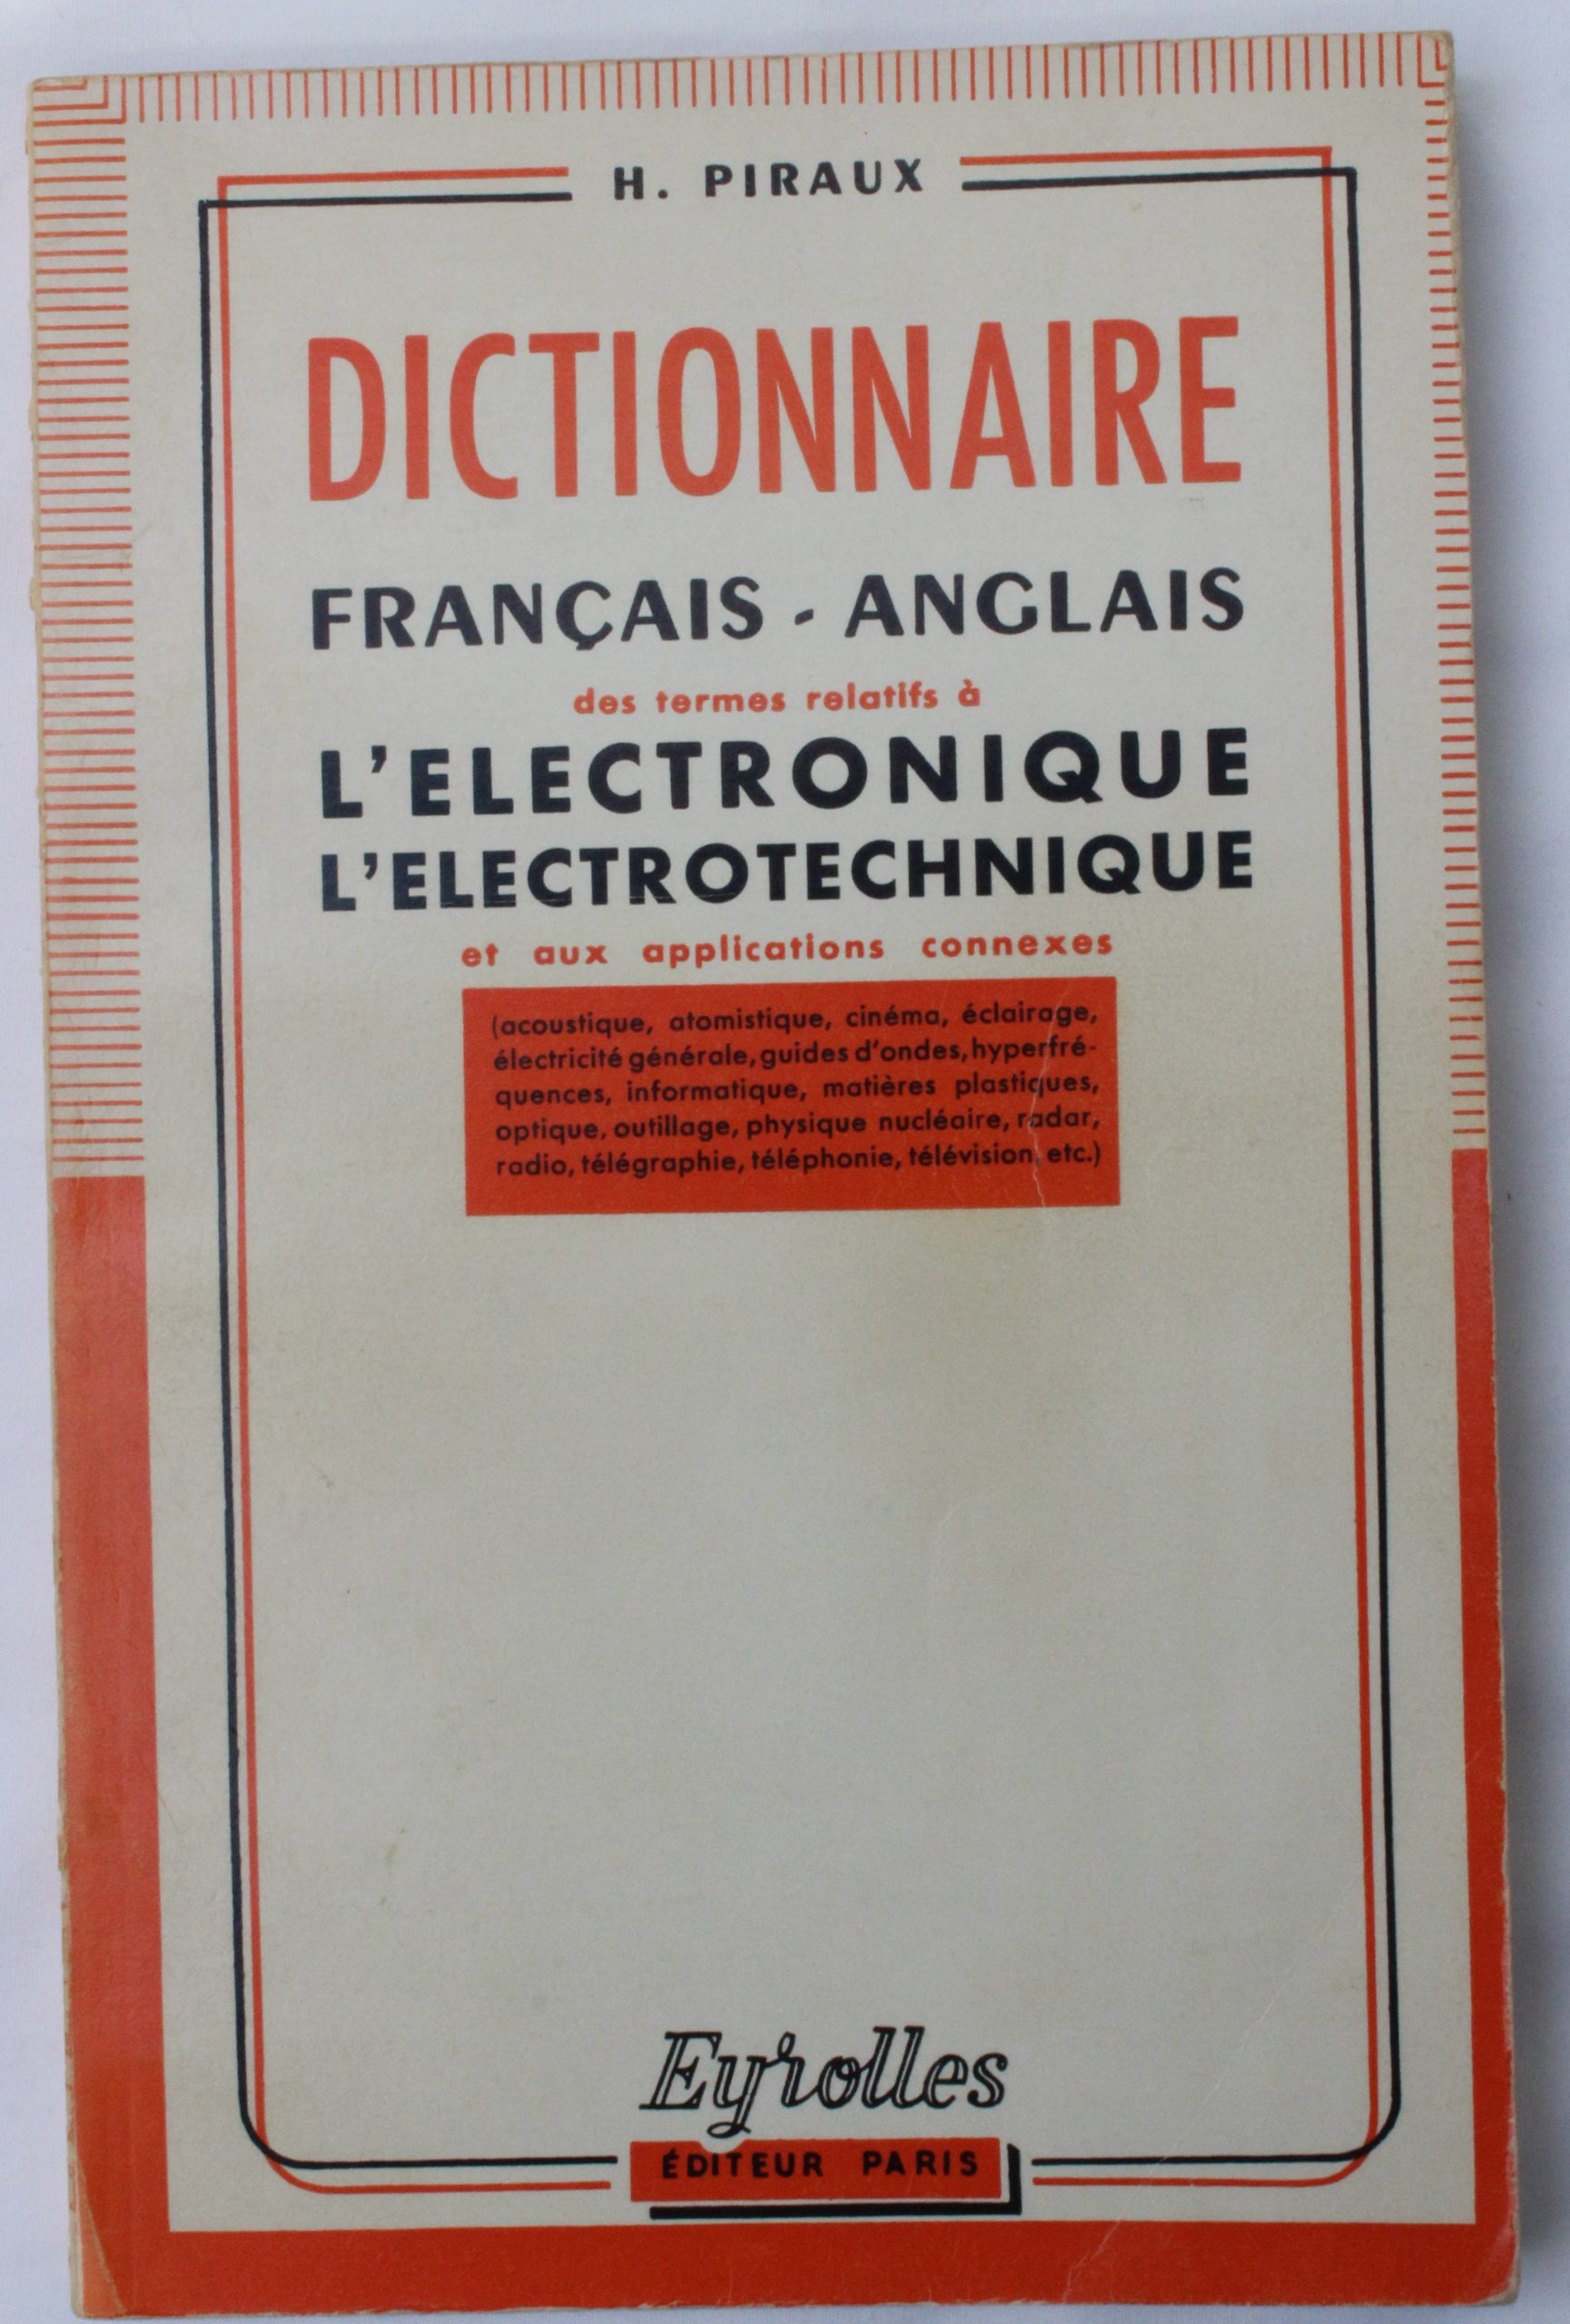 H. PIRAUX
DICTIONNAIRE
FRANÇAIS - ANGLAIS
des termes relatifs à
L'ELECTRONIQUE
L'ELECTROTECHNIQUE
et aux applications connexes
(acoustique, atomistique, cinéma, éclairage,
électricité générale, guides d'ondes, hyperfré-
quences, informatique, matières plastiques,
optique, outillage, physique nucléaire, radar,
radio, télégraphie, téléphonie, télévision, etc.)
Eyrolles
ÉDITEUR PARIS